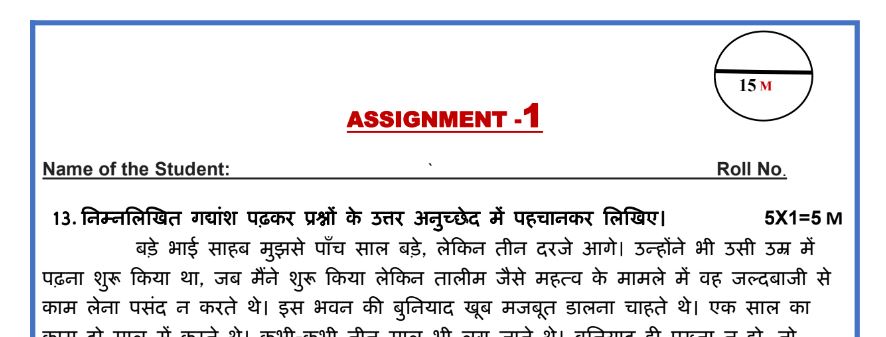 15 M
ASSIGNMENT -1
Name of the Student: ` Roll No.
13. निम्नलिखित गद्यांश पढ़कर प्रश्नों के उत्तर अनुच्छेद में पहचानकर लिखिए। 5X1=5 M
बड़े भाई साहब मुझसे पाँच साल बड़े, लेकिन तीन दरजे आगे। उन्होंने भी उसी उम्र में
पढना शुरू किया था, जब मैंने शुरू किया लेकिन तालीम जैसे महत्व के मामले में वह जल्दबाजी से
काम लेना पसंद न करते थे। इस भवन की बुनियाद खूब मजबूत डालना चाहते थे। एक साल का